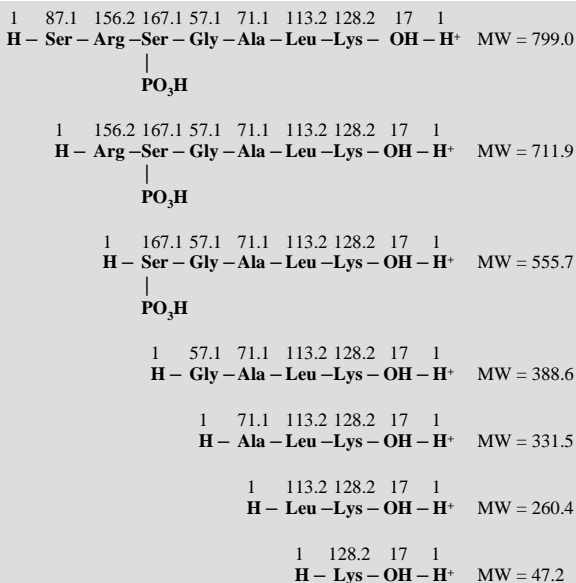 1 87.1 156.2 167.1 57.1 71.1 113.2 128.2 17 1
H – Ser – Arg –Ser – Gly – Ala – Leu –Lys – OH – H⁺ MW = 799.0
|
PO₃H
1 156.2 167.1 57.1 71.1 113.2 128.2 17 1
H – Arg –Ser – Gly – Ala – Leu –Lys – OH – H⁺ MW = 711.9
|
PO₃H
1 167.1 57.1 71.1 113.2 128.2 17 1
H – Ser – Gly – Ala – Leu –Lys – OH – H⁺ MW = 555.7
|
PO₃H
1 57.1 71.1 113.2 128.2 17 1
H – Gly – Ala – Leu –Lys – OH – H⁺ MW = 388.6
1 71.1 113.2 128.2 17 1
H – Ala – Leu –Lys – OH – H⁺ MW = 331.5
1 113.2 128.2 17 1
H – Leu –Lys – OH – H⁺ MW = 260.4
1 128.2 17 1
H – Lys – OH – H⁺ MW = 47.2